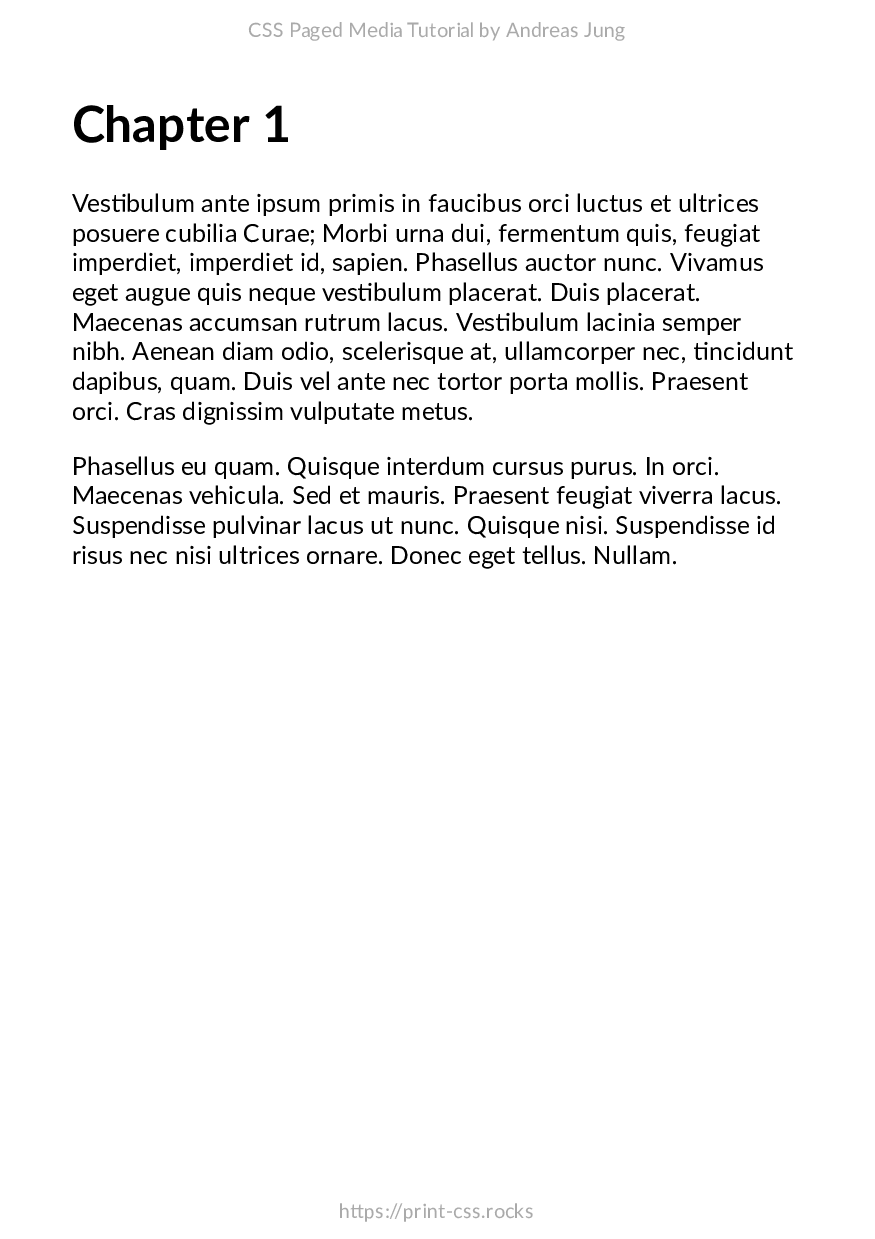 CSS Paged Media Tutorial by Andreas Jung
Chapter 1
Vestibulum ante ipsum primis in faucibus orci luctus et ultrices
posuere cubilia Curae; Morbi urna dui, fermentum quis, feugiat
imperdiet, imperdiet id, sapien. Phasellus auctor nunc. Vivamus
eget augue quis neque vestibulum placerat. Duis placerat.
Maecenas accumsan rutrum lacus. Vestibulum lacinia semper
nibh. Aenean diam odio, scelerisque at, ullamcorper nec, tincidunt
dapibus, quam. Duis vel ante nec tortor porta mollis. Praesent
orci. Cras dignissim vulputate metus.
Phasellus eu quam. Quisque interdum cursus purus. In orci.
Maecenas vehicula. Sed et mauris. Praesent feugiat viverra lacus.
Suspendisse pulvinar lacus ut nunc. Quisque nisi. Suspendisse id
risus nec nisi ultrices ornare. Donec eget tellus. Nullam.
https://print-css.rocks